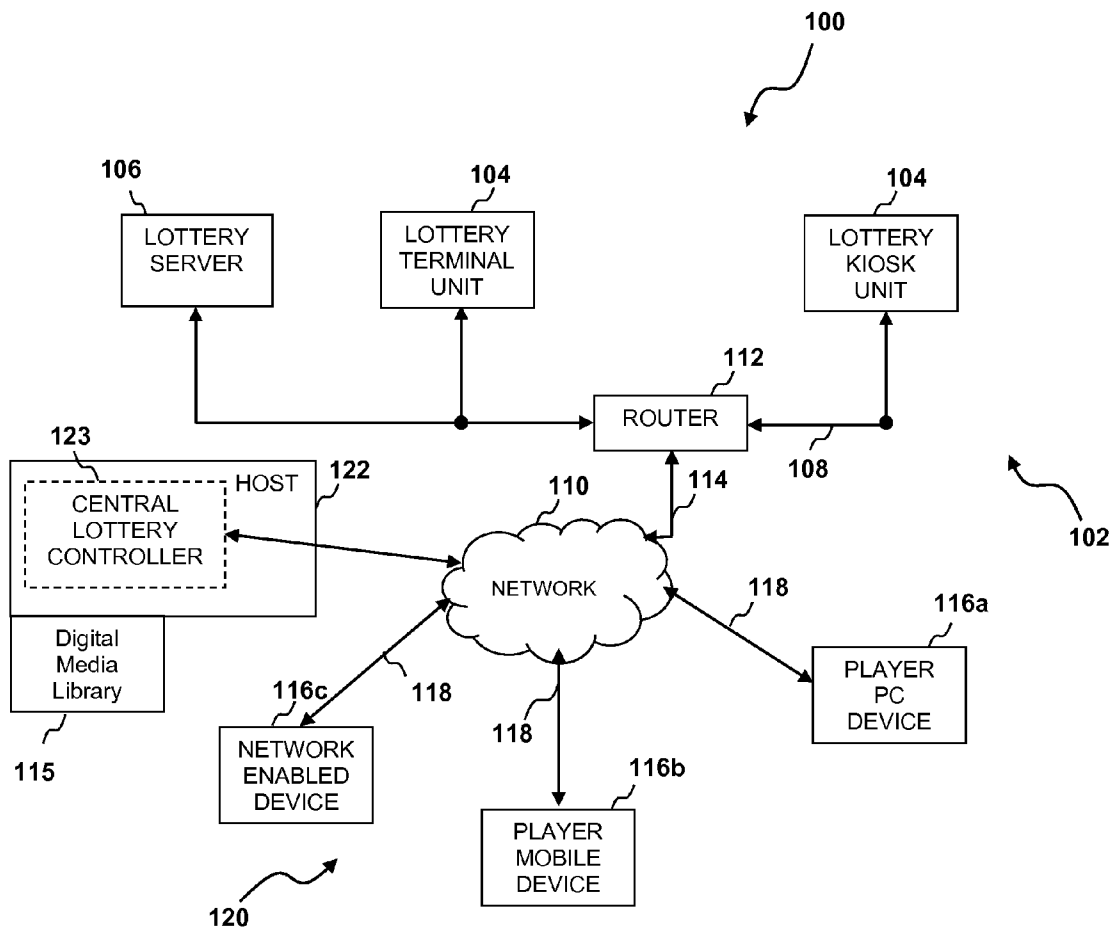 100
106
104
104
LOTTERY
SERVER
LOTTERY
TERMINAL
UNIT
LOTTERY
KIOSK
UNIT
112
ROUTER
108
123
HOST
122
CENTRAL
LOTTERY
CONTROLLER
110
114
102
NETWORK
118
116a
Digital
Media
Library
118
116c
118
PLAYER
PC
DEVICE
115
NETWORK
ENABLED
DEVICE
116b
PLAYER
MOBILE
DEVICE
120